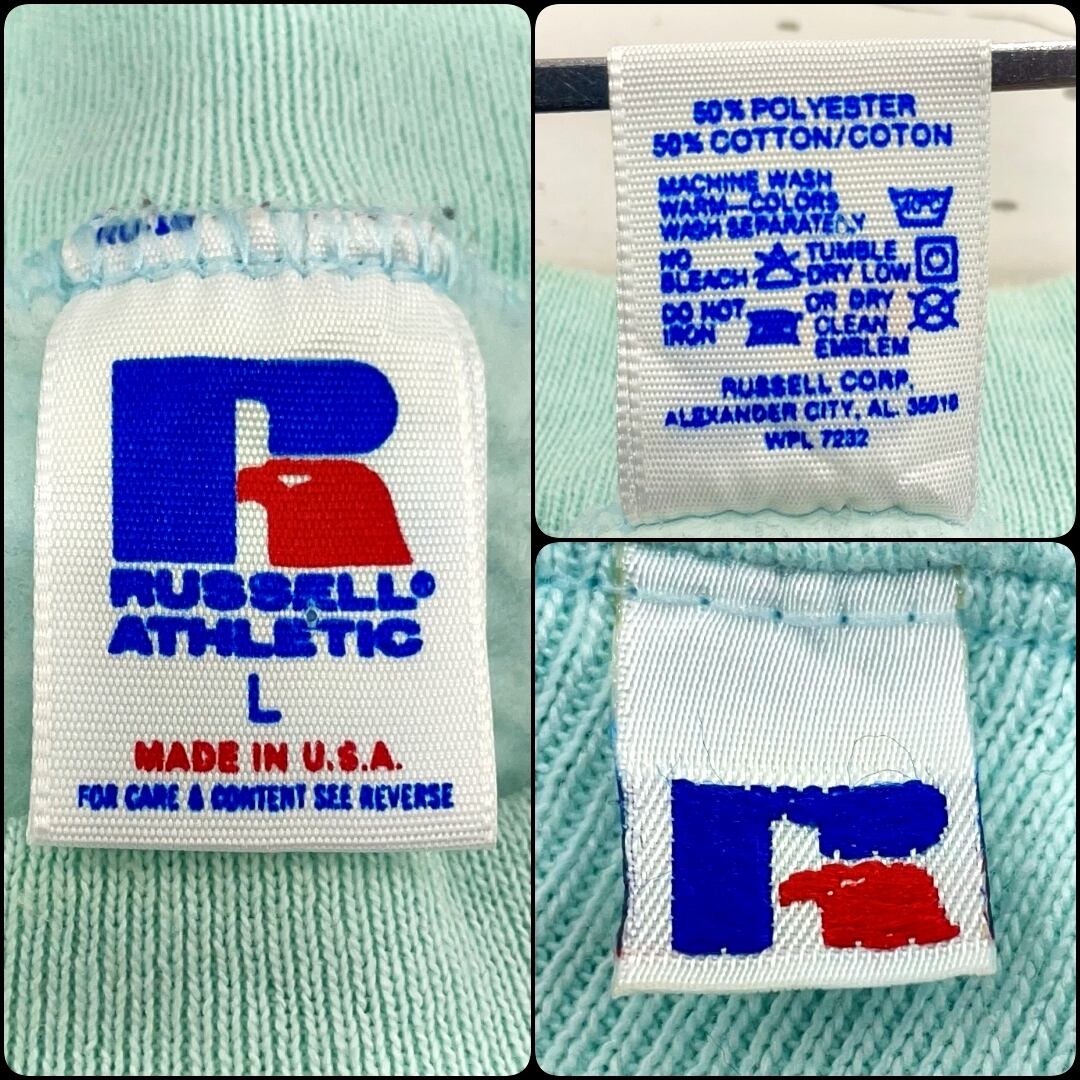 RUSSELL®
ATHLETIC
L
MADE IN U.S.A.
FOR CARE & CONTENT SEE REVERSE
50% POLYESTER
50% COTTON/COTON
MACHINE WASH
WARM—COLORS
WASH SEPARATELY
40°C
NO BLEACH
TUMBLE DRY LOW
DO NOT IRON
OR DRY CLEAN EMBLEM
RUSSELL CORP.
ALEXANDER CITY, AL.
WPL 7232